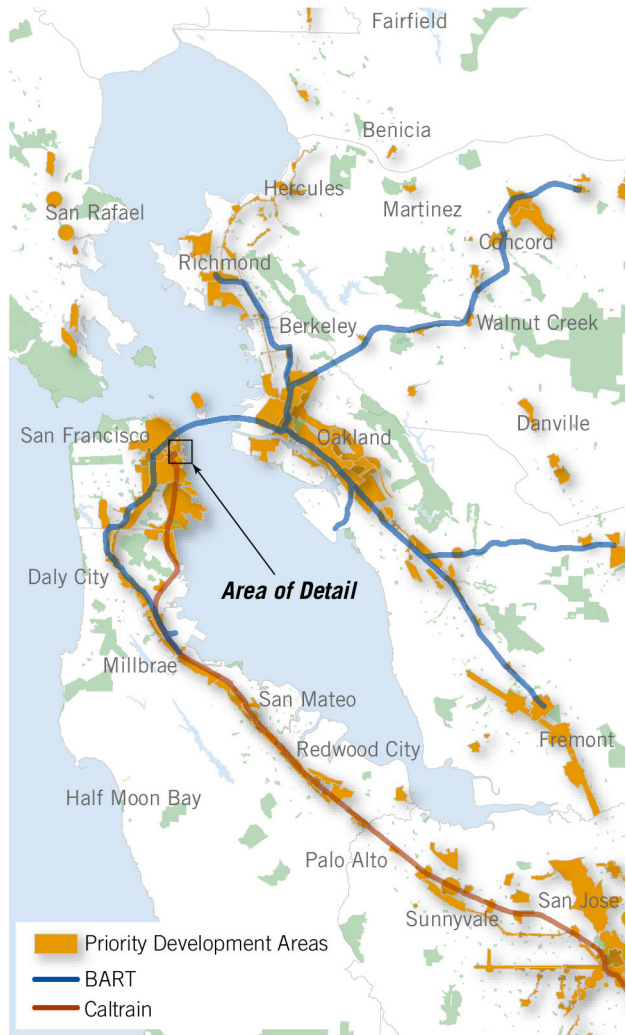 Fairfield
Benicia
Hercules
Martinez
San Rafael
Concord
Richmond
Berkeley
Walnut Creek
San Francisco
Oakland
Danville
Daly City
Area of Detail
Millbrae
San Mateo
Fremont
Redwood City
Half Moon Bay
Palo Alto
San Jose
Sunnyvale
Priority Development Areas
BART
Caltrain